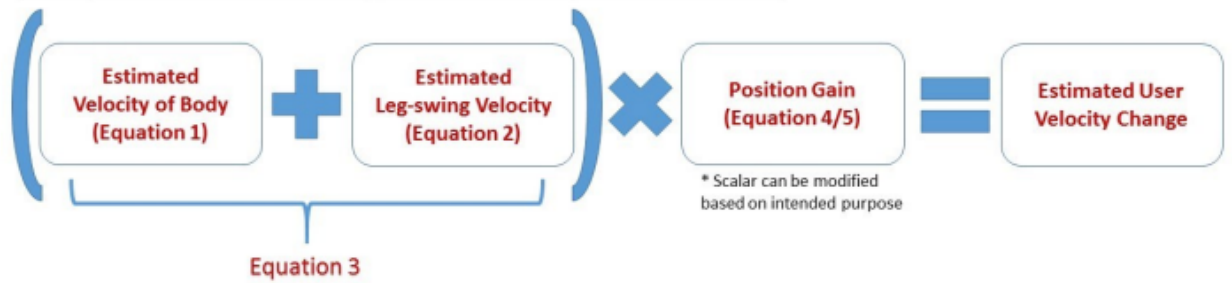 Estimated
Velocity of Body
(Equation 1)
Estimated
Leg-swing Velocity
(Equation 2)
Position Gain
(Equation 4/5)
Estimated User
Velocity Change
* Scalar can be modified
based on intended purpose
Equation 3